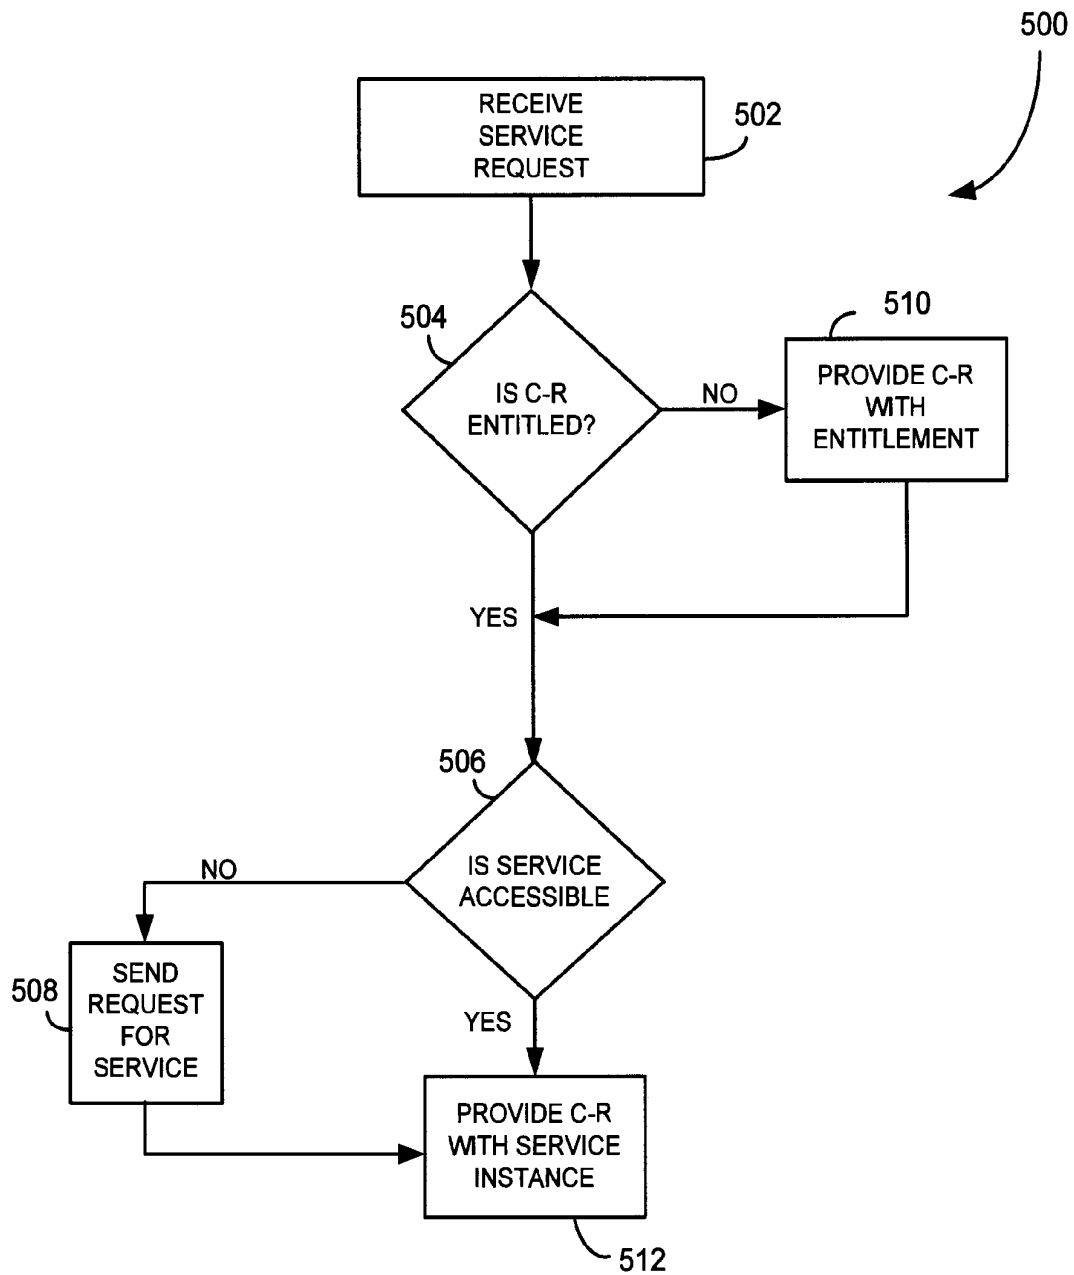 500
RECEIVE
SERVICE
REQUEST
502
504
IS C-R
ENTITLED?
NO
510
PROVIDE C-R
WITH
ENTITLEMENT
YES
506
IS SERVICE
ACCESSIBLE
NO
508
SEND
REQUEST
FOR
SERVICE
YES
PROVIDE C-R
WITH SERVICE
INSTANCE
512